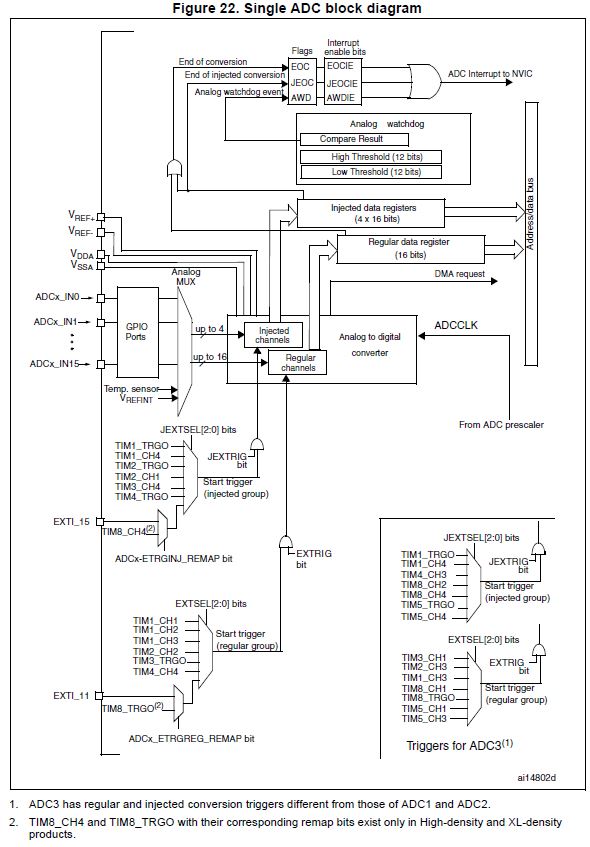 Figure 22. Single ADC block diagram
Flags
Interrupt
enable bits
End of conversion
EOC
EOCIE
End of injected conversion
JEOC
JEOCIE
Analog watchdog event
AWD
AWDIE
ADC Interrupt to NVIC
Analog watchdog
Compare Result
High Threshold (12 bits)
Low Threshold (12 bits)
Address/data bus
Injected data registers
(4 x 16 bits)
Regular data register
(16 bits)
VREF+
VREF-
VDDA
VSSA
DMA request
Analog
MUX
ADCx_IN0
ADCx_IN1
ADCx_IN15
GPIO
Ports
up to 4
up to 16
Injected
channels
Regular
channels
Analog to digital
converter
ADCCLK
Temp. sensor
VREFINT
From ADC prescaler
JEXTSEL[2:0] bits
TIM1_TRGO
TIM1_CH4
TIM2_TRGO
TIM2_CH1
TIM3_CH4
TIM4_TRGO
JEXTRIG
bit
Start trigger
(injected group)
EXTI_15
TIM8_CH4(2)
ADCx-ETRGINJ_REMAP bit
EXTRIG
bit
EXTSEL[2:0] bits
TIM1_CH1
TIM1_CH2
TIM1_CH3
TIM2_CH2
TIM3_TRGO
TIM4_CH4
Start trigger
(regular group)
EXTI_11
TIM8_TRGO(2)
ADCx_ETRGREG_REMAP bit
JEXTSEL[2:0] bits
TIM1_TRGO
TIM1_CH4
TIM4_CH3
TIM8_CH2
TIM8_CH4
TIM5_TRGO
TIM5_CH4
JEXTRIG
bit
Start trigger
(injected group)
EXTSEL[2:0] bits
TIM3_CH1
TIM2_CH3
TIM1_CH3
TIM8_CH1
TIM8_TRGO
TIM5_CH1
TIM5_CH3
EXTRIG
bit
Start trigger
(regular group)
Triggers for ADC3(1)
ai14802d
1. ADC3 has regular and injected conversion triggers different from those of ADC1 and ADC2.
2. TIM8_CH4 and TIM8_TRGO with their corresponding remap bits exist only in High-density and XL-density
products.